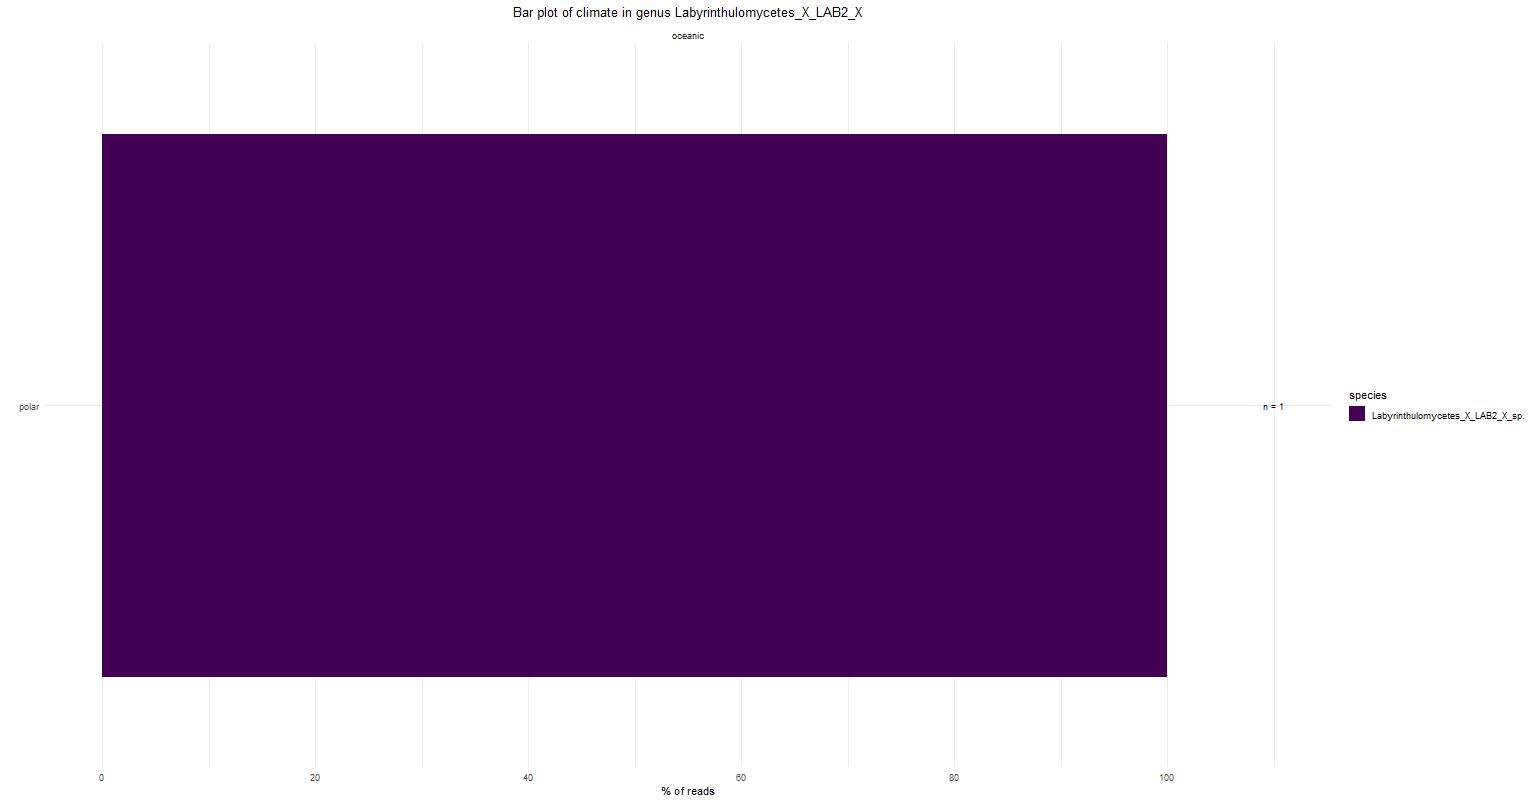 Bar plot of climate in genus Labyrinthulomycetes_X_LAB2_X
oceanic
polar
n = 1
species
Labyrinthulomycetes_X_LAB2_X_sp.
0 20 40 60 80 100
% of reads